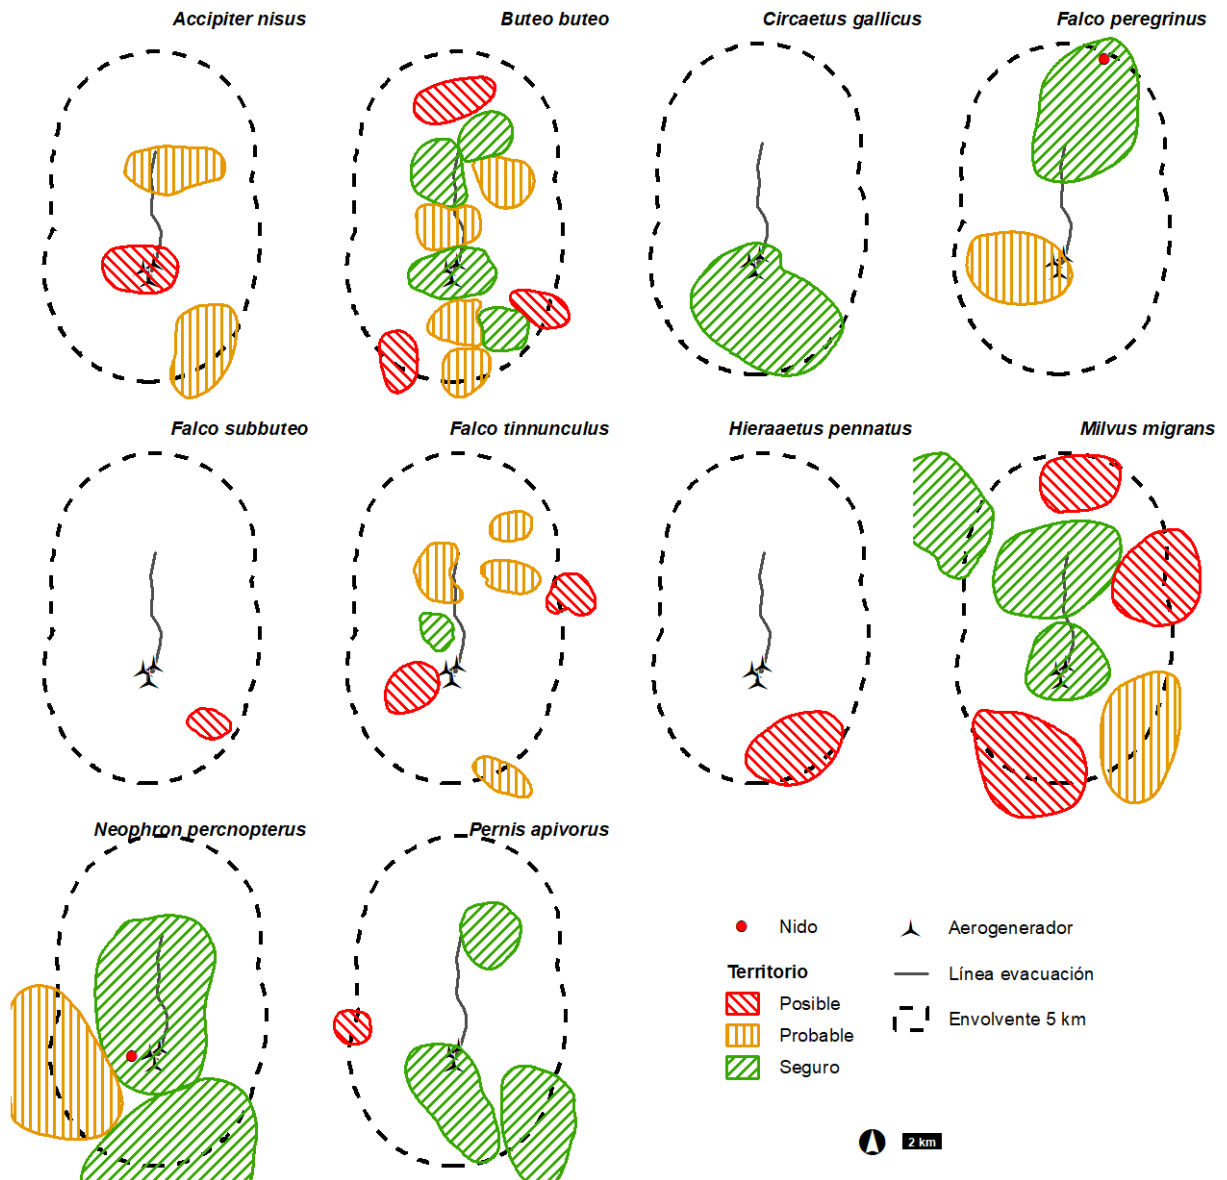 Accipiter nisus
Buteo buteo
Circaetus gallicus
Falco peregrinus
Falco subbuteo
Falco tinnunculus
Hieraaetus pennatus
Milvus migrans
Neophron percnopterus
Pernis apivorus
Nido
Aerogenerador
Territorio
Línea evacuación
Posible
Envolvente 5 km
Probable
Seguro
2 km